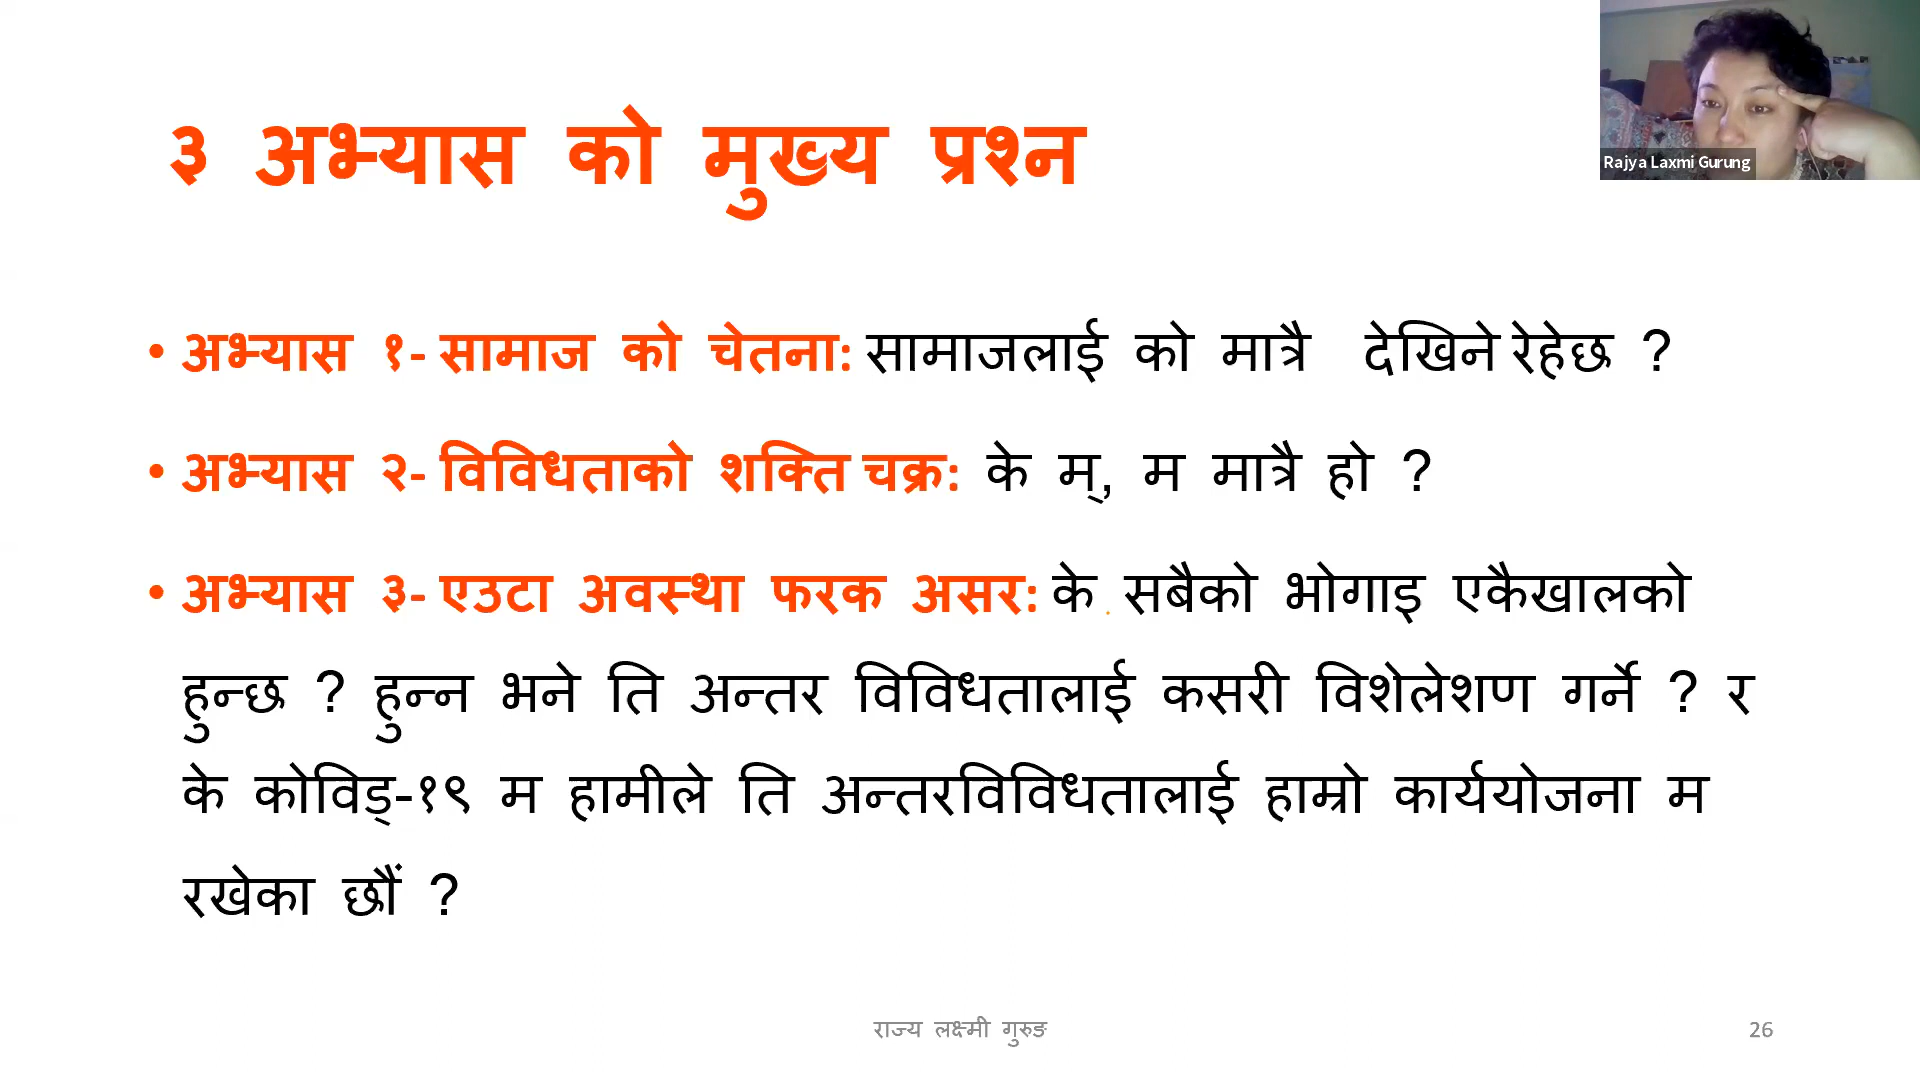 Rajya Laxmi Gurung
३ अभ्यास को मुख्य प्रश्न
• अभ्यास १- सामाज को चेतना: सामाजलाई को मात्रै देखिने रेहेछ ?
• अभ्यास २- विविधताको शक्ति चक्र: के म्, म मात्रै हो ?
• अभ्यास ३- एउटा अवस्था फरक असर: के सबैको भोगाइ एकैखालको
हुन्छ ? हुन्न भने ति अन्तर विविधतालाई कसरी विशेलेशण गर्ने ? र
के कोविड्-१९ म हामीले ति अन्तरविविधतालाई हाम्रो कार्ययोजना म
रखेका छौं ?
राज्य लक्ष्मी गुरुङ
26